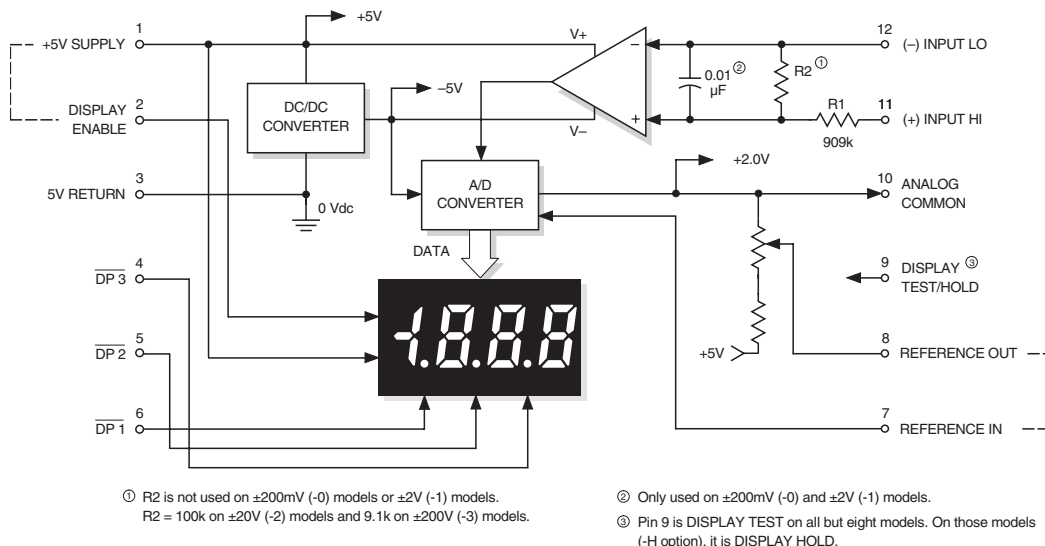 +5V
1
+5V SUPPLY
2
DISPLAY
ENABLE
3
5V RETURN
4
DP 3
5
DP 2
6
DP 1
DC/DC
CONVERTER
0 Vdc
–5V
V+
V–
–
+
A/D
CONVERTER
DATA
-1.8.8.8
0.01 ②
µF
R2 ①
R1
909k
+2.0V
+5V
12
(–) INPUT LO
11
(+) INPUT HI
10
ANALOG
COMMON
9
DISPLAY ③
TEST/HOLD
8
REFERENCE OUT
7
REFERENCE IN
① R2 is not used on ±200mV (-0) models or ±2V (-1) models.
R2 = 100k on ±20V (-2) models and 9.1k on ±200V (-3) models.
② Only used on ±200mV (-0) and ±2V (-1) models.
③ Pin 9 is DISPLAY TEST on all but eight models. On those models
(-H option), it is DISPLAY HOLD.